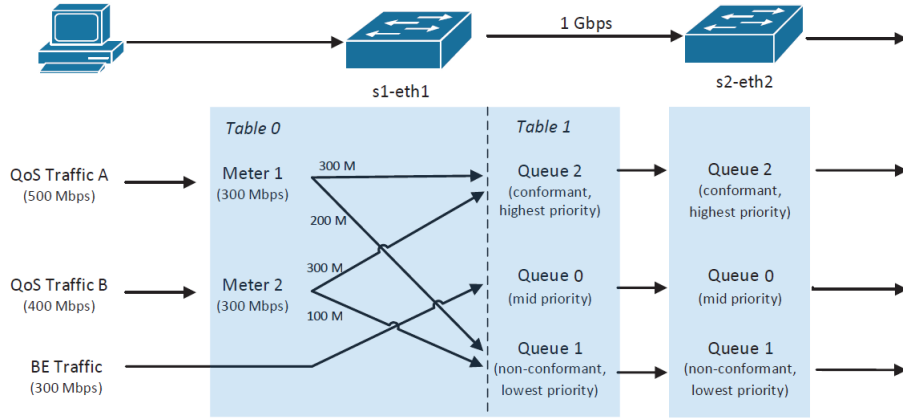 1 Gbps
s1-eth1
s2-eth2
Table 0
Table 1
QoS Traffic A
(500 Mbps)
Meter 1
(300 Mbps)
300 M
200 M
Queue 2
(conformant,
highest priority)
Queue 2
(conformant,
highest priority)
QoS Traffic B
(400 Mbps)
Meter 2
(300 Mbps)
300 M
100 M
Queue 0
(mid priority)
Queue 0
(mid priority)
BE Traffic
(300 Mbps)
Queue 1
(non-conformant,
lowest priority)
Queue 1
(non-conformant,
lowest priority)